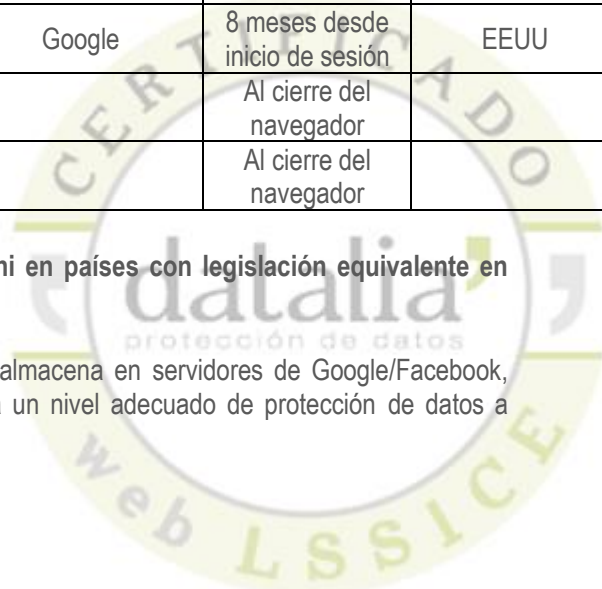 Google 8 meses desde inicio de sesión EEUU
Al cierre del navegador
Al cierre del navegador
ni en países con legislación equivalente en
almacena en servidores de Google/Facebook,
un nivel adecuado de protección de datos a
CERTIFICADO
datalia
protección de datos
web LSSICE